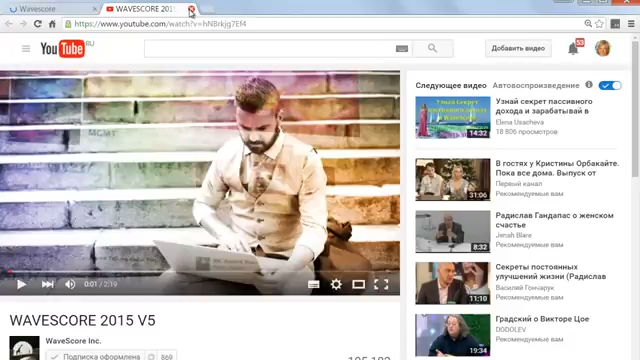 Wavescore
WAVESCORE 2015
https://www.youtube.com/watch?v=hNBrkjg7Ef4
YouTube RU
Добавить видео
53
Следующее видео
Автовоспроизведение
Узнай секрет пассивного
дохода и зарабатывай в
Elena Usacheva
18 806 просмотров
14:32
В гостях у Кристины Орбакайте.
Пока все дома. Выпуск от
Первый канал
Рекомендуемые вам
31:06
Радислав Гандапас о женском
счастье
Jenah Blare
Рекомендуемые вам
8:32
Секреты постоянных
улучшений жизни (Радислав
Василий Гончарук
Рекомендуемые вам
11:10
Градский о Викторе Цое
DODOLEV
Рекомендуемые вам
19:34
MGMT
0:01 / 2:19
WAVESCORE 2015 V5
WaveScore Inc.
Подписка оформлена
869